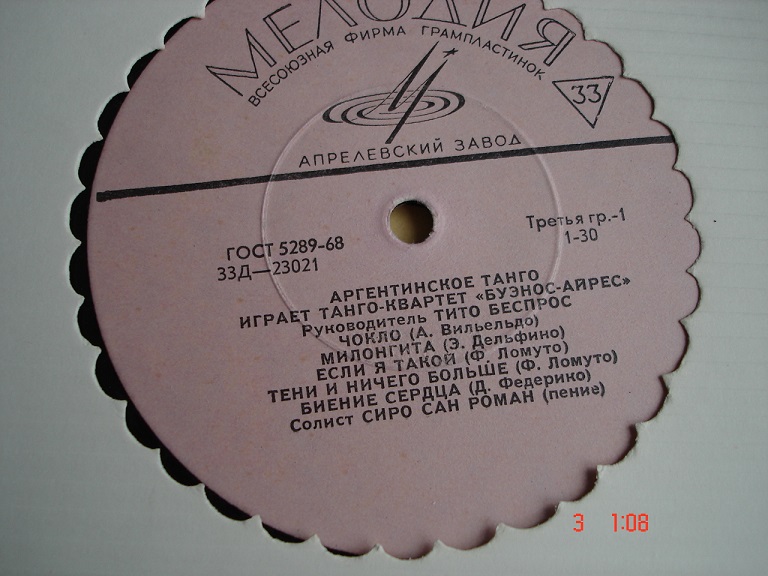 МЕЛОДИЯ
ВСЕСОЮЗНАЯ ФИРМА ГРАМПЛАСТИНОК
33
АПРЕЛЕВСКИЙ ЗАВОД
ГОСТ 5289-68
33Д—23021
Третья гр.-1
1-30
АРГЕНТИНСКОЕ ТАНГО
ИГРАЕТ ТАНГО-КВАРТЕТ «БУЭНОС-АЙРЕС»
Руководитель ТИТО БЕСПРОС
ЧОКЛО (А. Вильельдо)
МИЛОНГИТА (Э. Дельфино)
ЕСЛИ Я ТАКОЙ (Ф. Ломуто)
ТЕНИ И НИЧЕГО БОЛЬШЕ (Ф. Ломуто)
БИЕНИЕ СЕРДЦА (Д. Федерико)
Солист СИРО САН РОМАН (пение)
3 1:08